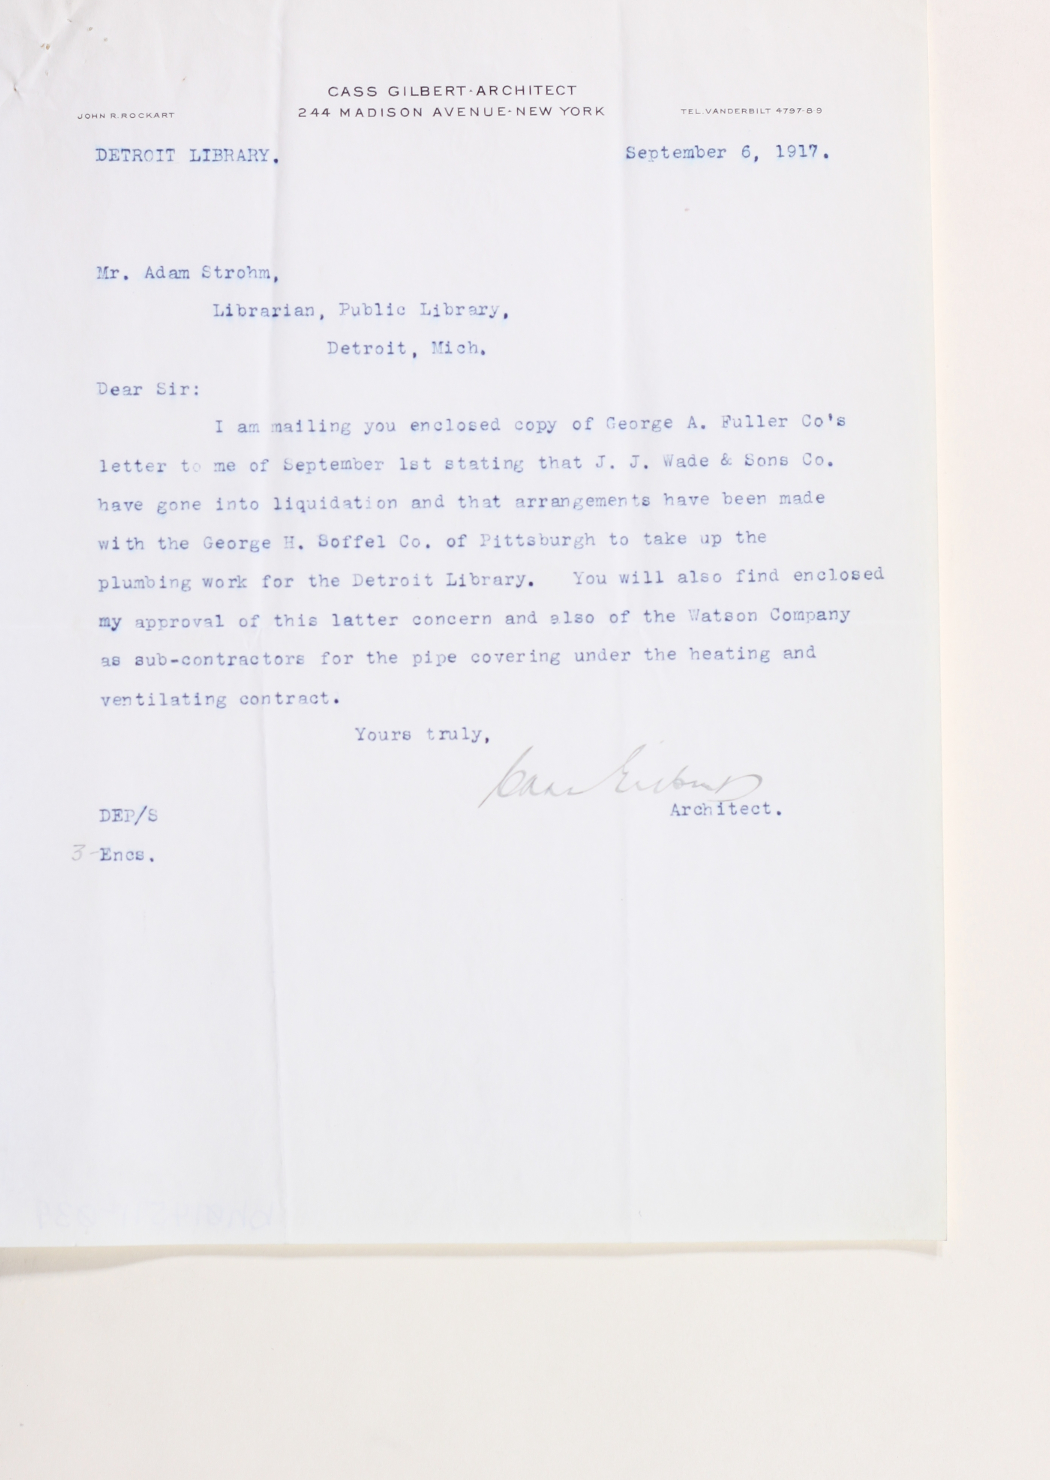 CASS GILBERT-ARCHITECT
JOHN R. ROCKART 244 MADISON AVENUE-NEW YORK TEL. VANDERBILT 4797-8-9
DETROIT LIBRARY. September 6, 1917.
Mr. Adam Strohm,
Librarian, Public Library,
Detroit, Mich.
Dear Sir:
I am mailing you enclosed copy of George A. Fuller Co's
letter to me of September 1st stating that J. J. Wade & Sons Co.
have gone into liquidation and that arrangements have been made
with the George H. Soffel Co. of Pittsburgh to take up the
plumbing work for the Detroit Library. You will also find enclosed
my approval of this latter concern and also of the Watson Company
as sub-contractors for the pipe covering under the heating and
ventilating contract.
Yours truly,
Cass Gilbert
Architect.
DEP/S
3-Encs.